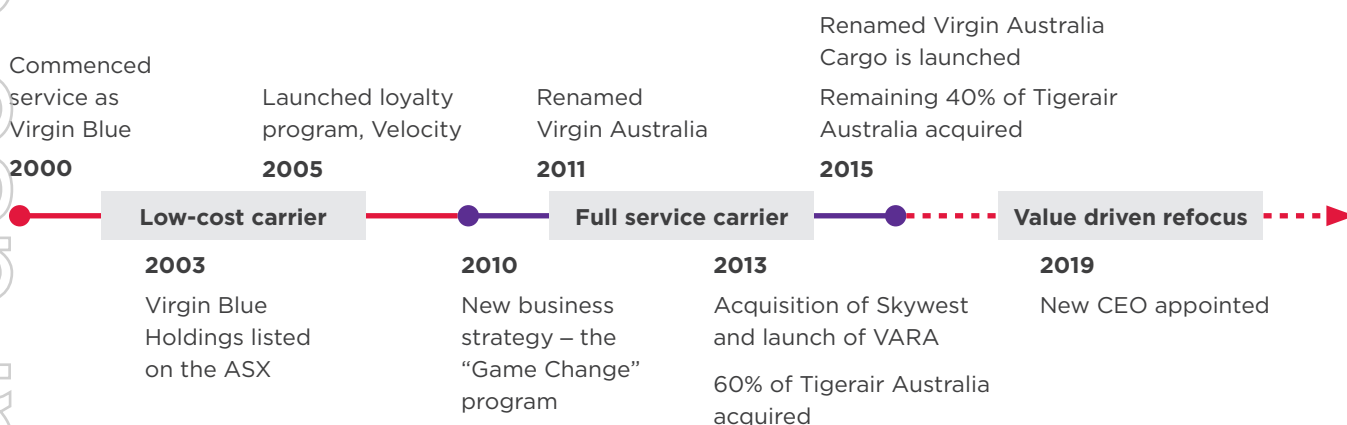 Commenced
service as
Virgin Blue
2000
Launched loyalty
program, Velocity
2005
Renamed
Virgin Australia
2011
Renamed Virgin Australia
Cargo is launched
Remaining 40% of Tigerair
Australia acquired
2015
Low-cost carrier
Full service carrier
Value driven refocus
2003
Virgin Blue
Holdings listed
on the ASX
2010
New business
strategy – the
“Game Change”
program
2013
Acquisition of Skywest
and launch of VARA
60% of Tigerair Australia
acquired
2019
New CEO appointed